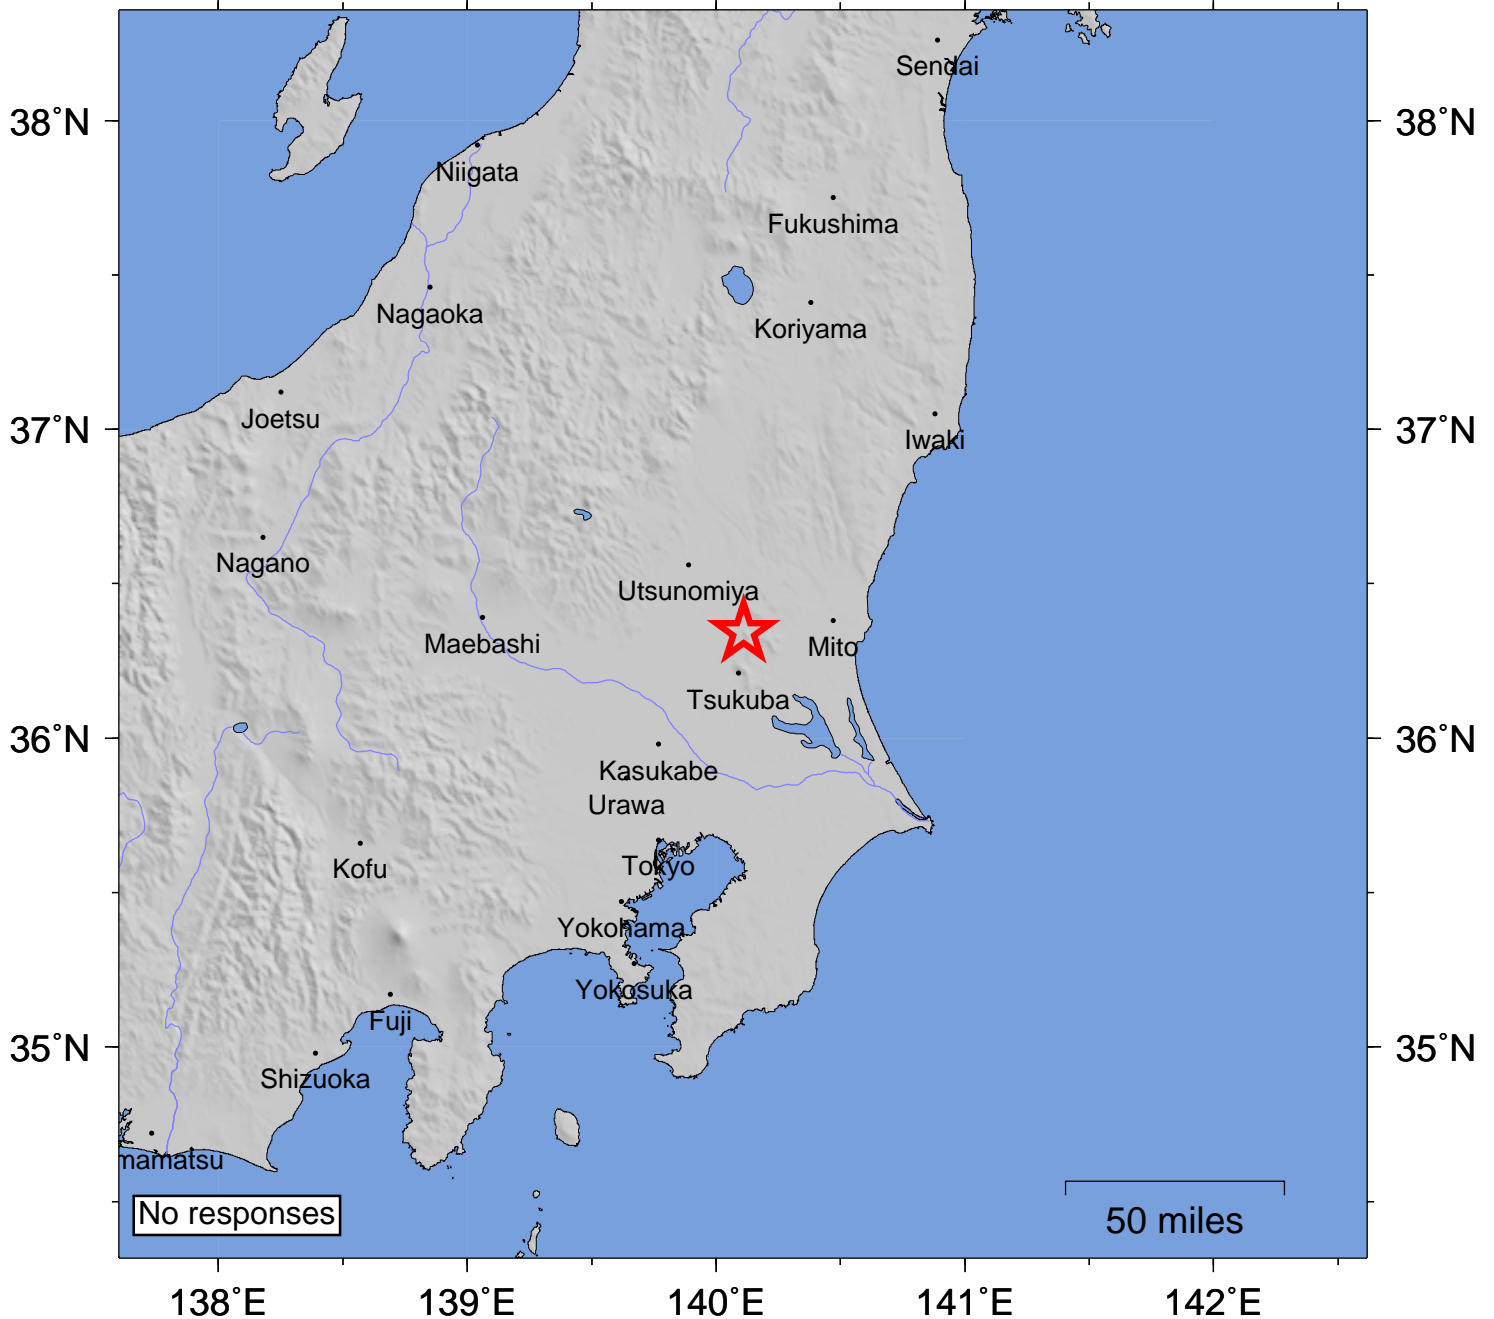 Sendai
38°N
38°N
Niigata
Fukushima
Nagaoka
Koriyama
Joetsu
37°N
37°N
Iwaki
Nagano
Utsunomiya
Maebashi
Mito
Tsukuba
36°N
36°N
Kasukabe
Urawa
Kofu
Tokyo
Yokohama
Yokosuka
Fuji
35°N
35°N
Shizuoka
mamatsu
No responses
50 miles
138°E
139°E
140°E
141°E
142°E